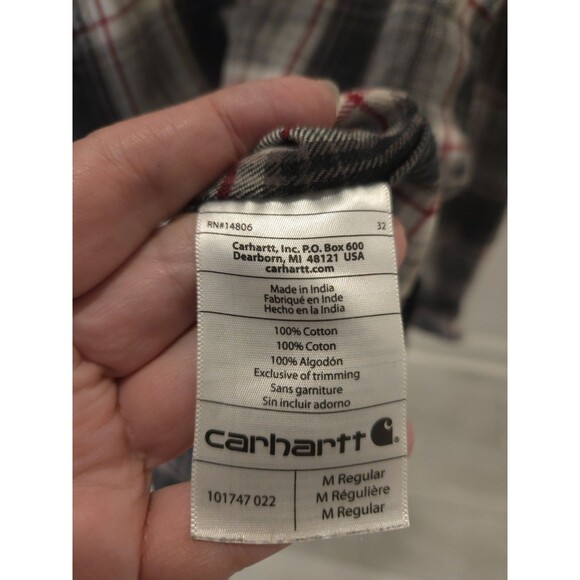 RN#14806 32
Carhartt, Inc. P.O. Box 600
Dearborn, MI 48121 USA
carhartt.com
Made in India
Fabriqué en Inde
Hecho en la India
100% Cotton
100% Coton
100% Algodón
Exclusive of trimming
Sans garniture
Sin incluir adorno
carhartt
101747 022
M Regular
M Régulière
M Regular